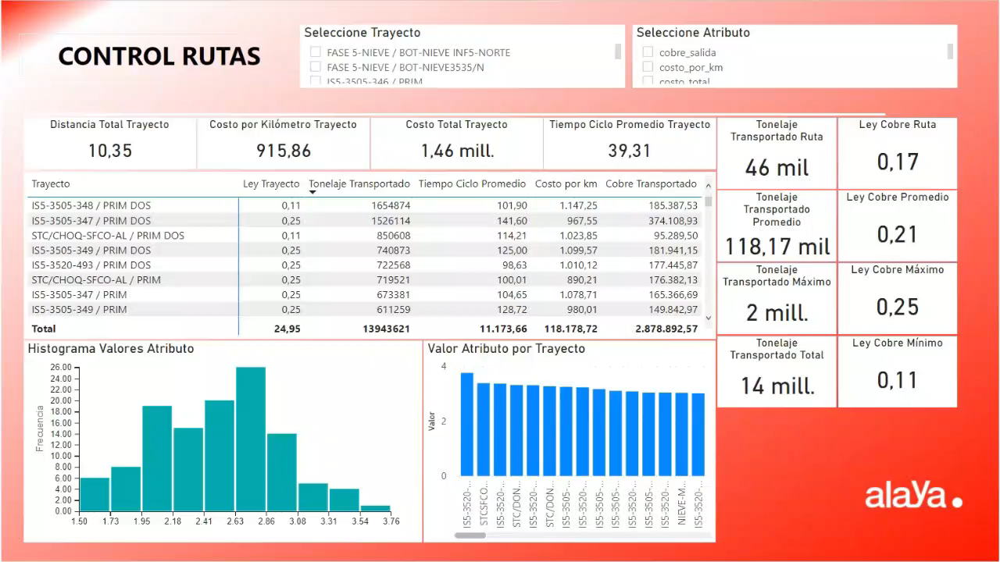 CONTROL RUTAS
Seleccione Trayecto
FASE 5-NIEVE / BOT-NIEVE INF5-NORTE
FASE 5-NIEVE / BOT-NIEVE3535/N
IS5-3505-346 / PRIM
Seleccione Atributo
cobre_salida
costo_por_km
costo_total
Distancia Total Trayecto
10,35
Costo por Kilómetro Trayecto
915,86
Costo Total Trayecto
1,46 mill.
Tiempo Ciclo Promedio Trayecto
39,31
Tonelaje
Transportado Ruta
46 mil
Ley Cobre Ruta
0,17
Trayecto Ley Trayecto Tonelaje Transportado Tiempo Ciclo Promedio Costo por km Cobre Transportado
IS5-3505-348 / PRIM DOS 0,11 1654874 101,90 1.147,25 185.387,53
IS5-3505-347 / PRIM DOS 0,25 1526114 141,60 967,55 374.108,93
STC/CHOQ-SFCO-AL / PRIM DOS 0,11 850608 114,21 1.023,85 95.289,50
IS5-3505-349 / PRIM DOS 0,25 740873 125,00 1.099,57 181.941,15
IS5-3520-493 / PRIM DOS 0,25 722568 98,63 1.010,12 177.445,87
STC/CHOQ-SFCO-AL / PRIM 0,25 719521 100,01 890,21 176.382,13
IS5-3505-347 / PRIM 0,25 673381 104,65 1.078,71 165.366,69
IS5-3505-349 / PRIM 0,25 611259 128,72 980,01 149.842,97
Total 24,95 13943621 11.173,66 118.178,72 2.878.892,57
Tonelaje
Transportado
Promedio
118,17 mil
Ley Cobre Promedio
0,21
Tonelaje
Transportado Máximo
2 mill.
Ley Cobre Máximo
0,25
Tonelaje
Transportado Total
14 mill.
Ley Cobre Mínimo
0,11
Histograma Valores Atributo
Frecuencia
26.00
24.00
22.00
20.00
18.00
16.00
14.00
12.00
10.00
8.00
6.00
4.00
2.00
0.00
1.50 1.73 1.95 2.18 2.41 2.63 2.86 3.08 3.31 3.54 3.76
Valor Atributo por Trayecto
Valor
4
2
0
IS5-3520-...
STCSFCO...
IS5-3520-...
STC/DON...
IS5-3520-...
STC/DON...
IS5-3505-...
IS5-3520-...
IS5-3505-...
IS5-3505-...
IS5-3505-...
IS5-3505-...
IS5-3520-...
NIEVE-M...
IS5-3520-...
alaYa.